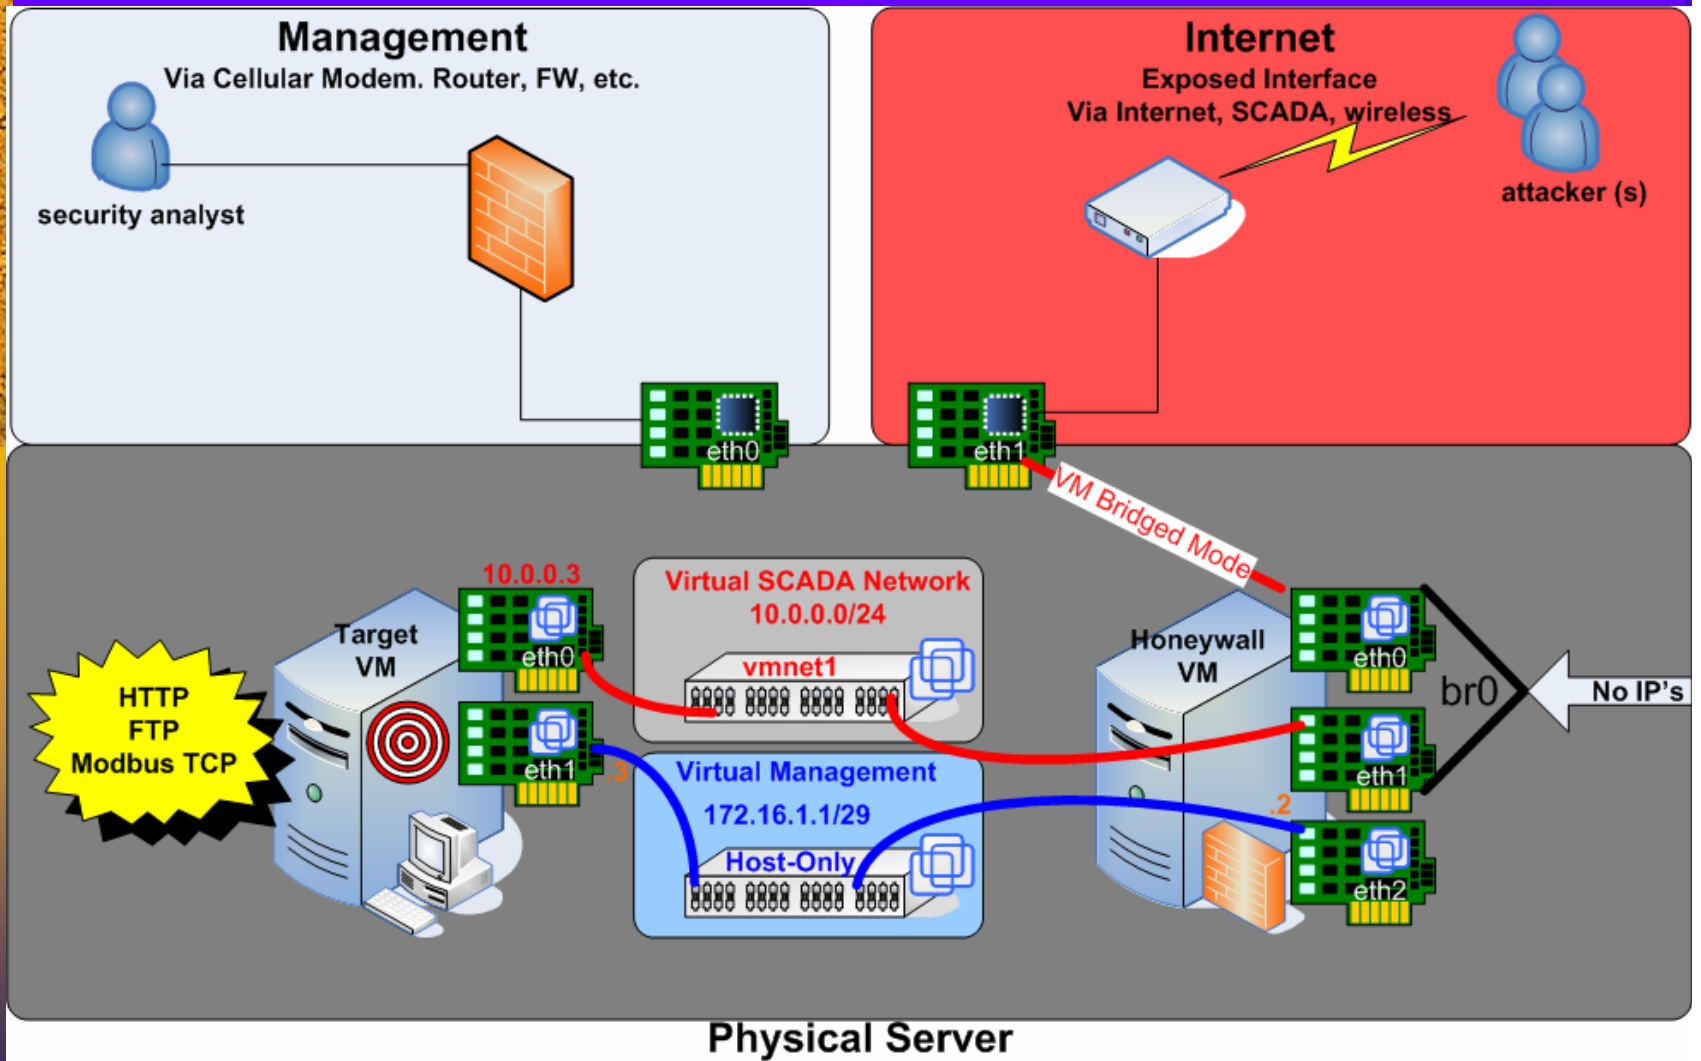 Management
Via Cellular Modem. Router, FW, etc.
security analyst
eth0
Internet
Exposed Interface
Via Internet, SCADA, wireless
attacker (s)
eth1
VM Bridged Mode
10.0.0.3
Target
VM
eth0
eth1
.3
HTTP
FTP
Modbus TCP
Virtual SCADA Network
10.0.0.0/24
vmnet1
Virtual Management
172.16.1.1/29
Host-Only
Honeywall
VM
eth0
eth1
.2
eth2
br0
No IP's
Physical Server